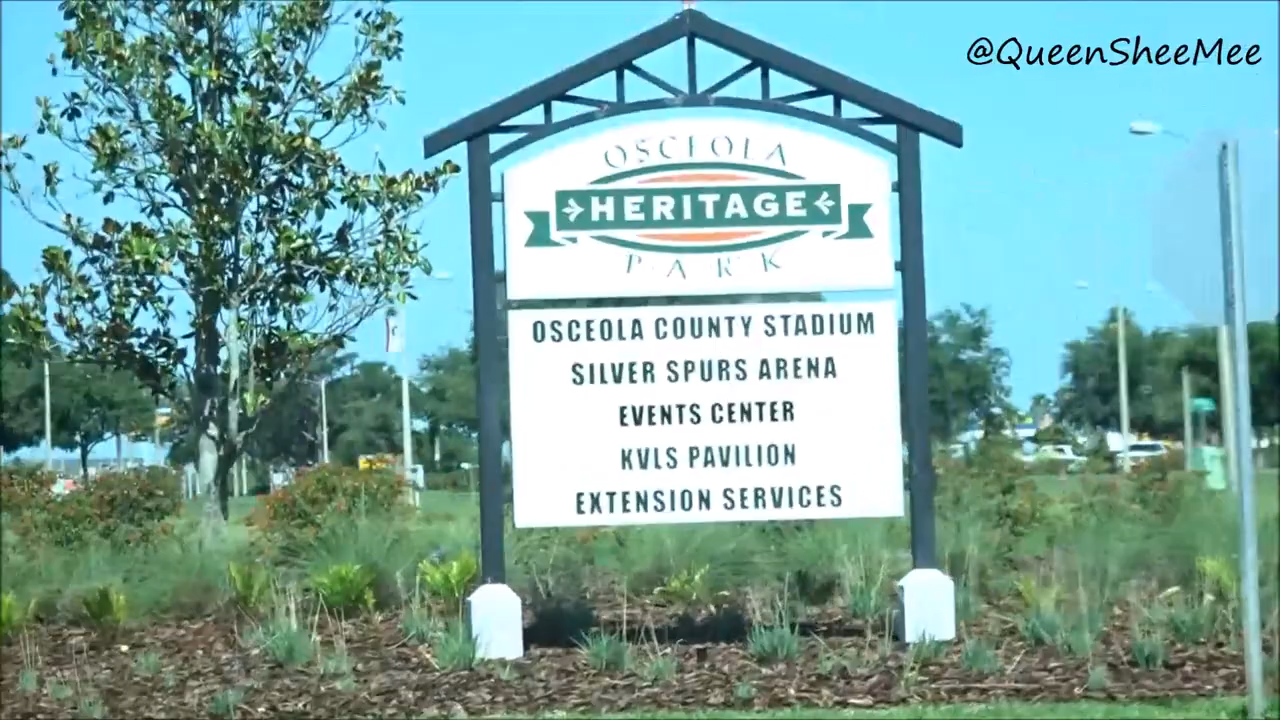 @QueenSheeMee
OSCEOLA
HERITAGE
PARK
OSCEOLA COUNTY STADIUM
SILVER SPURS ARENA
EVENTS CENTER
KVLS PAVILION
EXTENSION SERVICES